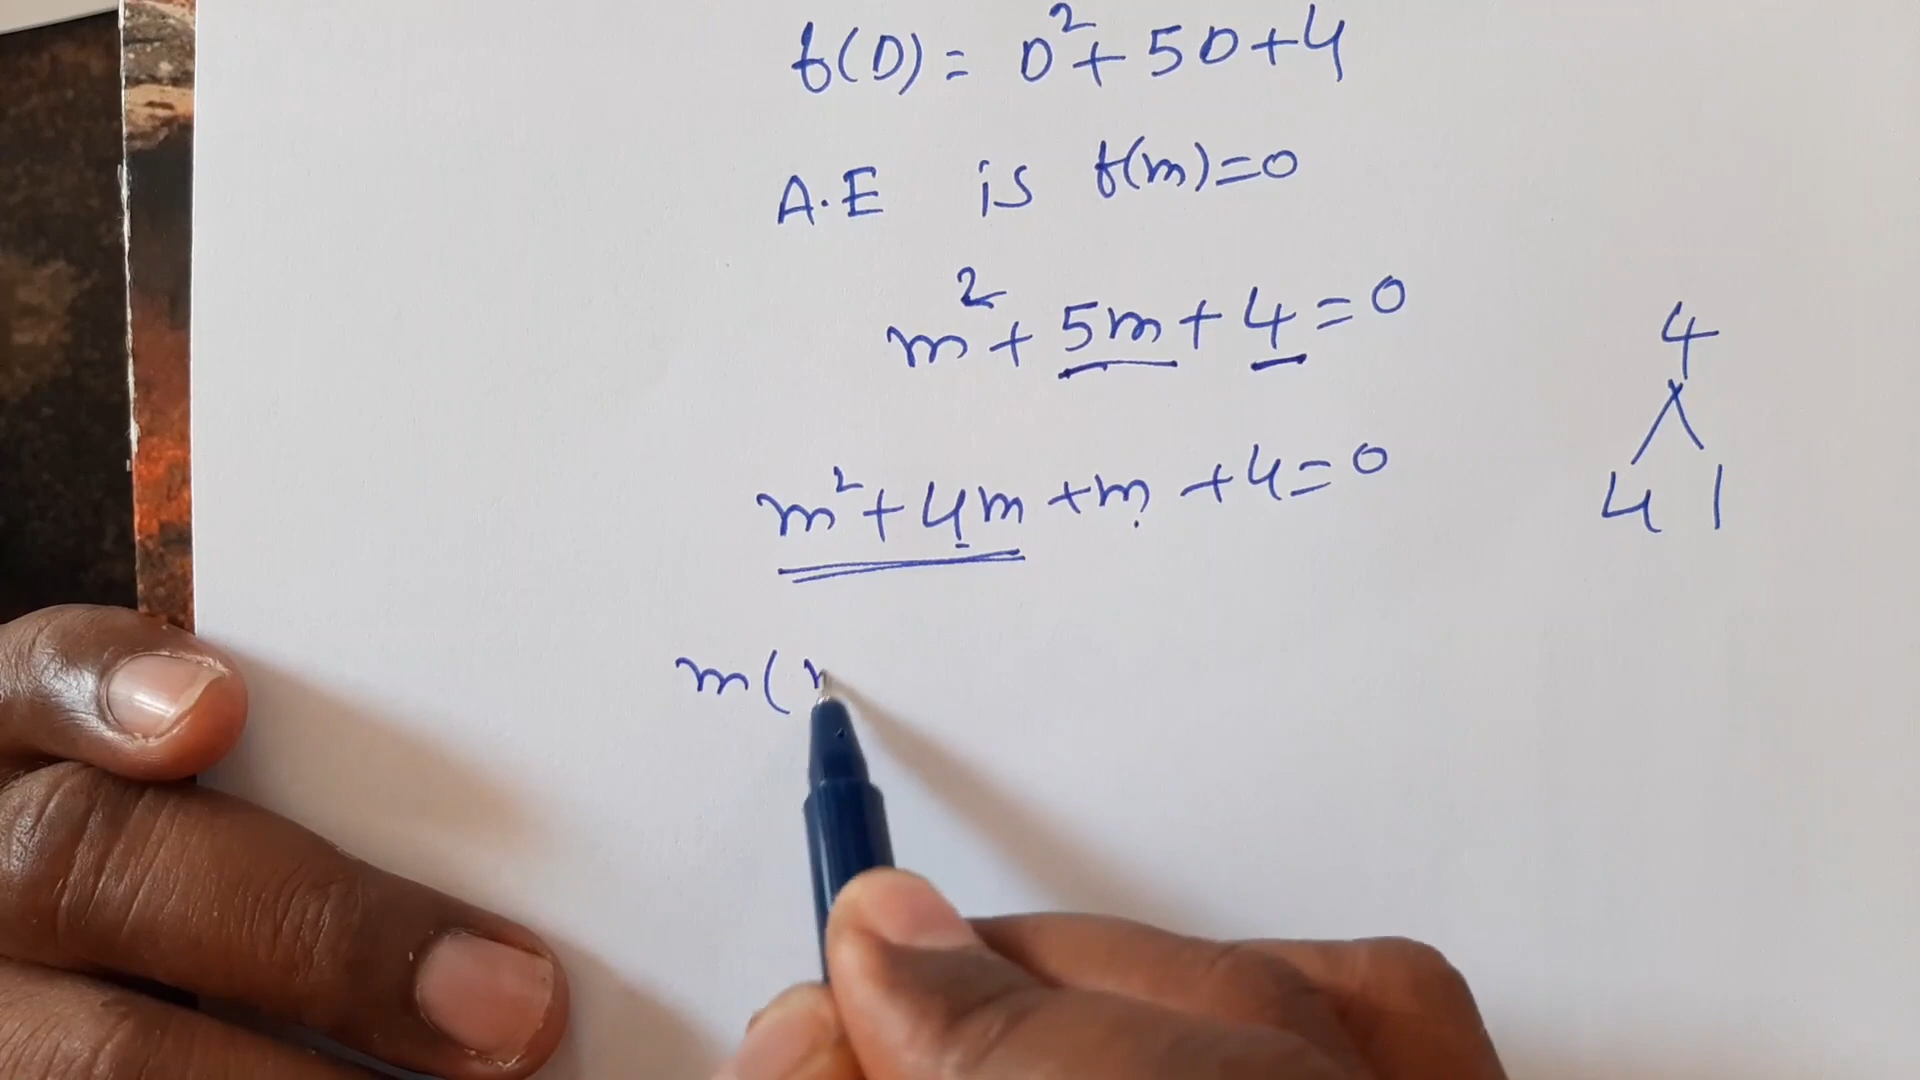 f(D) = D²+ 5D+4
A.E is f(m)=0
m²+ 5m + 4 = 0
4
4 1
m²+ 4m +m +4=0
m(